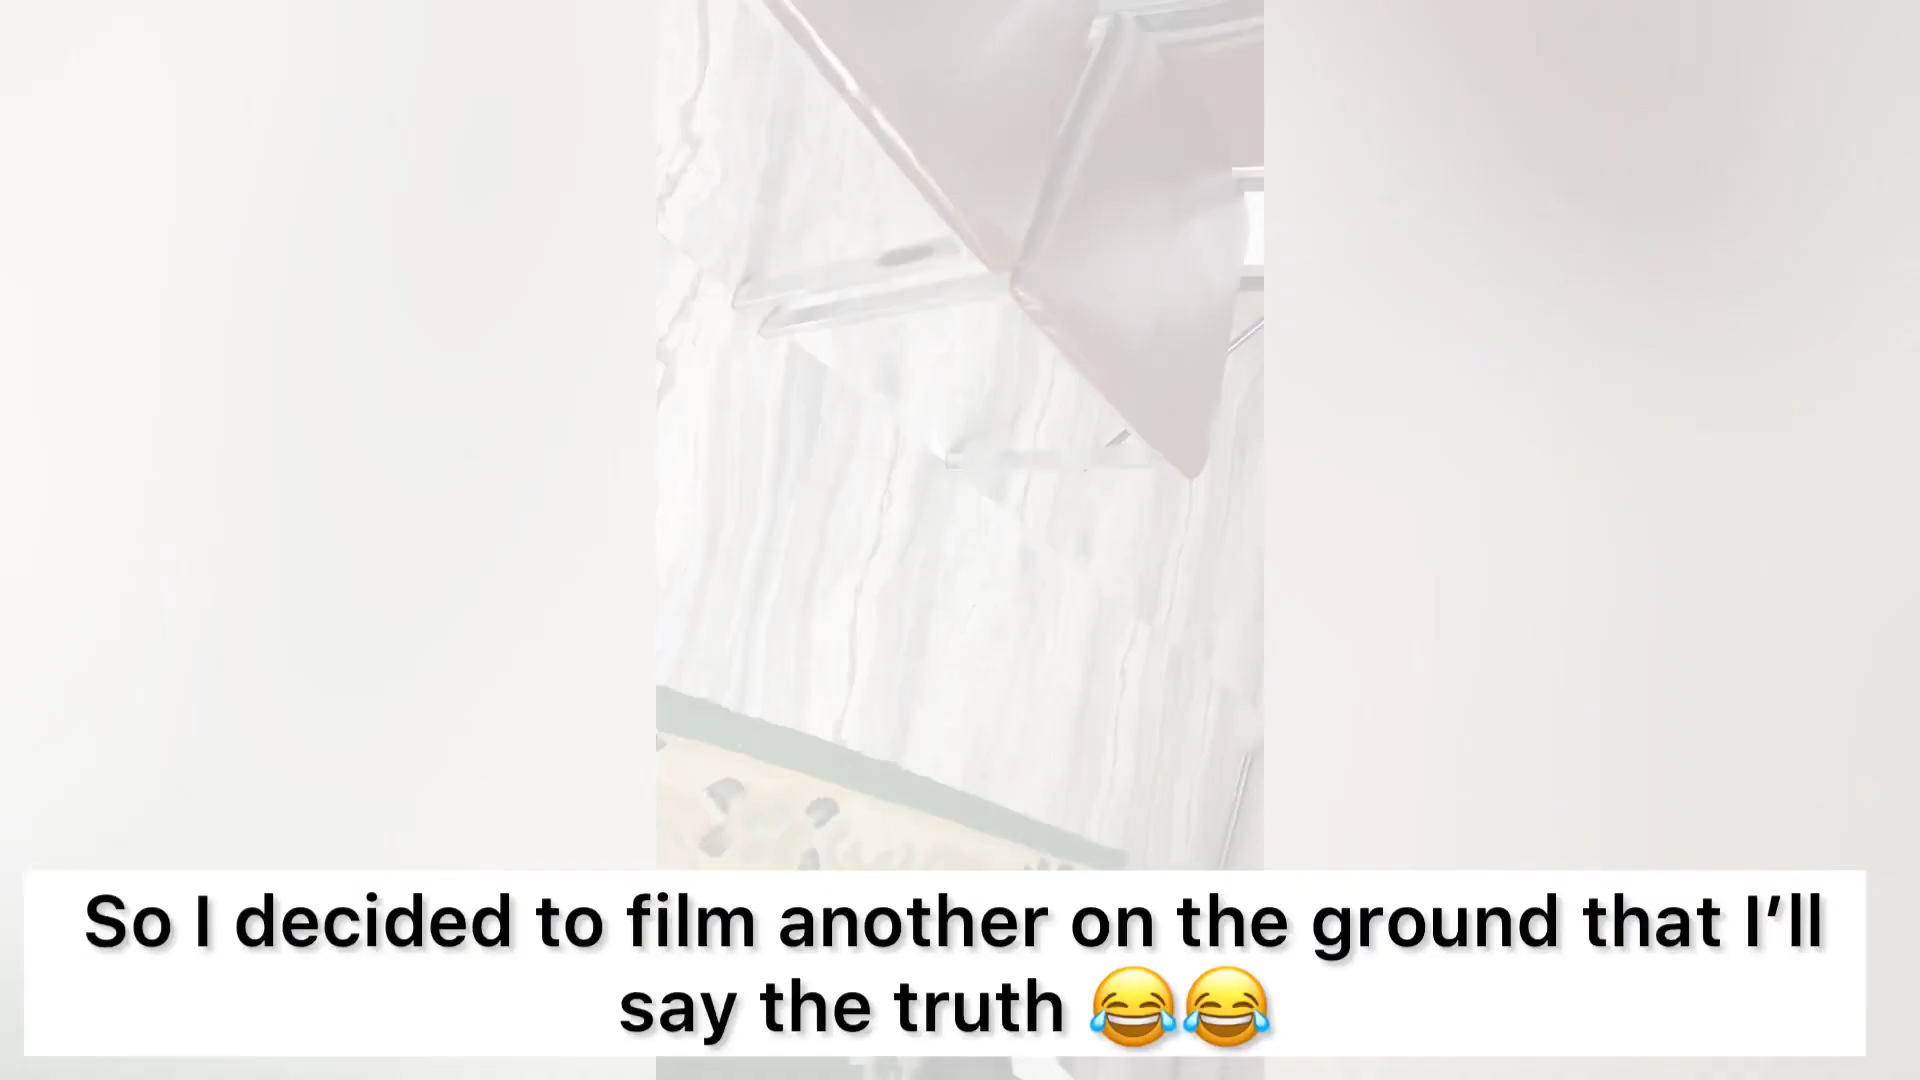 So I decided to film another on the ground that I’ll
say the truth 😂😂